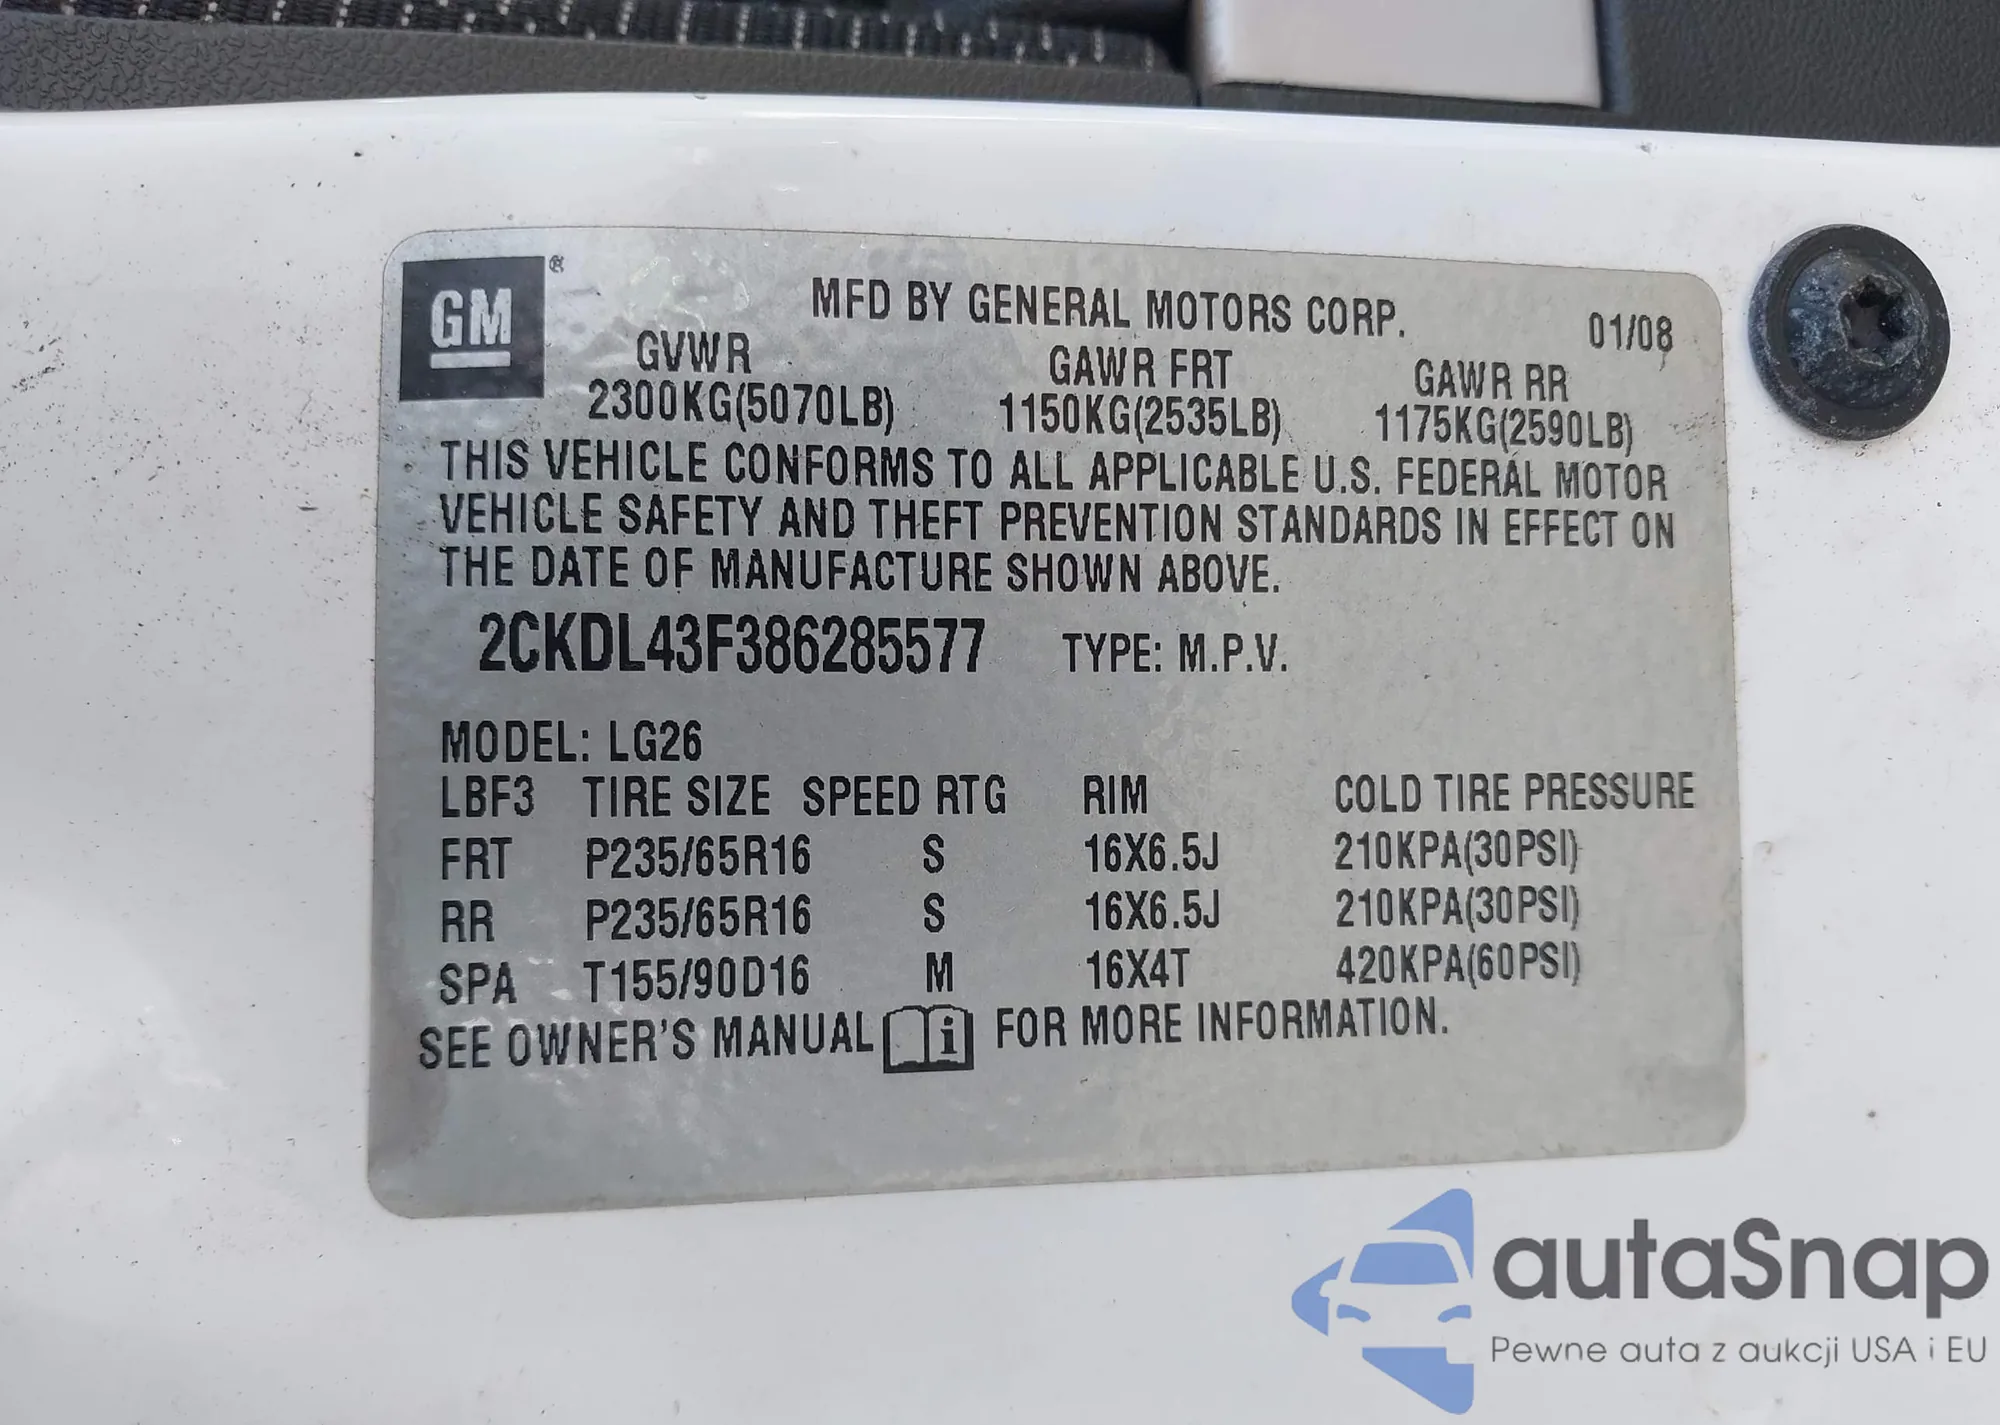 GM®
MFD BY GENERAL MOTORS CORP.
01/08
GVWR GAWR FRT GAWR RR
2300KG(5070LB) 1150KG(2535LB) 1175KG(2590LB)
THIS VEHICLE CONFORMS TO ALL APPLICABLE U.S. FEDERAL MOTOR
VEHICLE SAFETY AND THEFT PREVENTION STANDARDS IN EFFECT ON
THE DATE OF MANUFACTURE SHOWN ABOVE.
2CKDL43F386285577 TYPE: M.P.V.
MODEL: LG26
LBF3 TIRE SIZE SPEED RTG RIM COLD TIRE PRESSURE
FRT P235/65R16 S 16X6.5J 210KPA(30PSI)
RR P235/65R16 S 16X6.5J 210KPA(30PSI)
SPA T155/90D16 M 16X4T 420KPA(60PSI)
SEE OWNER'S MANUAL i FOR MORE INFORMATION.
autaSnap
Pewne auta z aukcji USA i EU